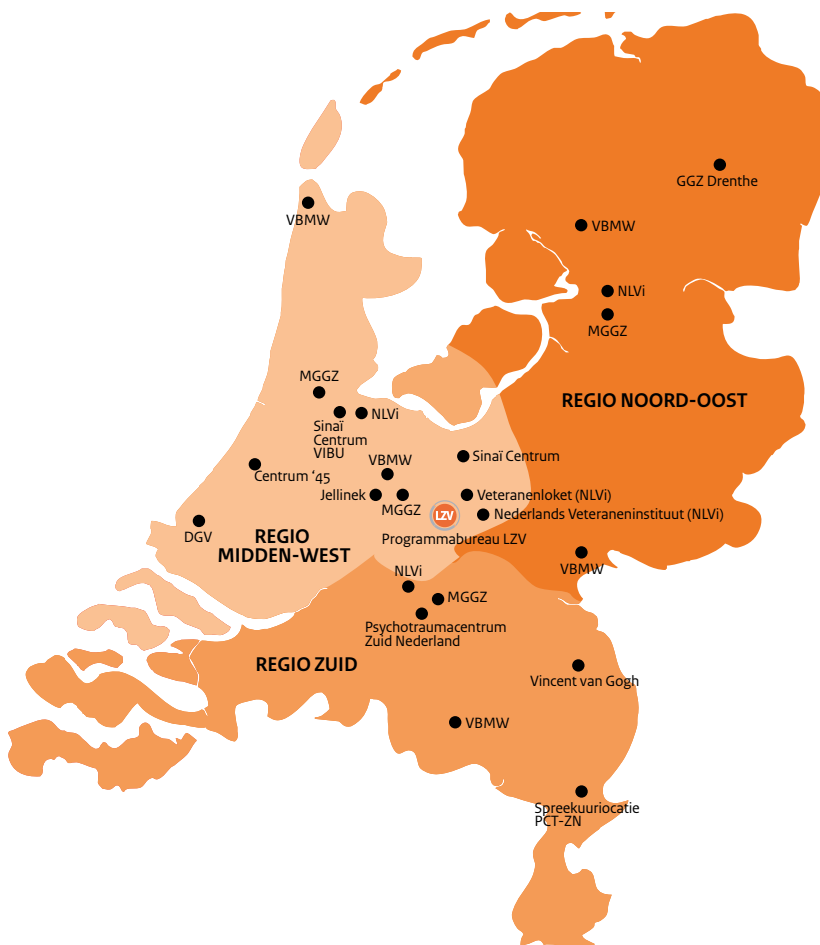 GGZ Drenthe
VBMW
VBMW
NLVi
MGGZ
MGGZ
REGIO NOORD-OOST
NLVi
Sinaï
Centrum
VIBU
VBMW
Sinaï Centrum
Centrum ‘45
Jellinek
MGGZ
Veteranenloket (NLVi)
LZV
Nederlands Veteraneninstituut (NLVi)
DGV
REGIO
MIDDEN-WEST
Programmabureau LZV
VBMW
NLVi
MGGZ
Psychotraumacentrum
Zuid Nederland
REGIO ZUID
Vincent van Gogh
VBMW
Spreekuurlocatie
PCT-ZN